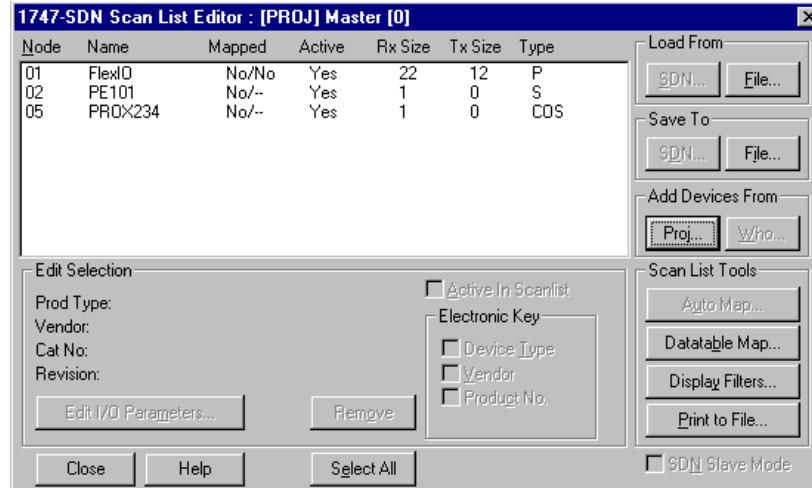 1747-SDN Scan List Editor : [PROJ] Master [0]
Node Name Mapped Active Rx Size Tx Size Type
01 FlexIO No/No Yes 22 12 P
02 PE101 No/-- Yes 1 0 S
05 PROX234 No/-- Yes 1 0 COS
Load From
SDN... File...
Save To
SDN... File...
Add Devices From
Proj... Who...
Edit Selection
Prod Type:
Vendor:
Cat No:
Revision:
Edit I/O Parameters... Remove
Active In Scanlist
Electronic Key
Device Type
Vendor
Product No.
Scan List Tools
Auto Map...
Datatable Map...
Display Filters...
Print to File...
Close Help Select All
SDN Slave Mode